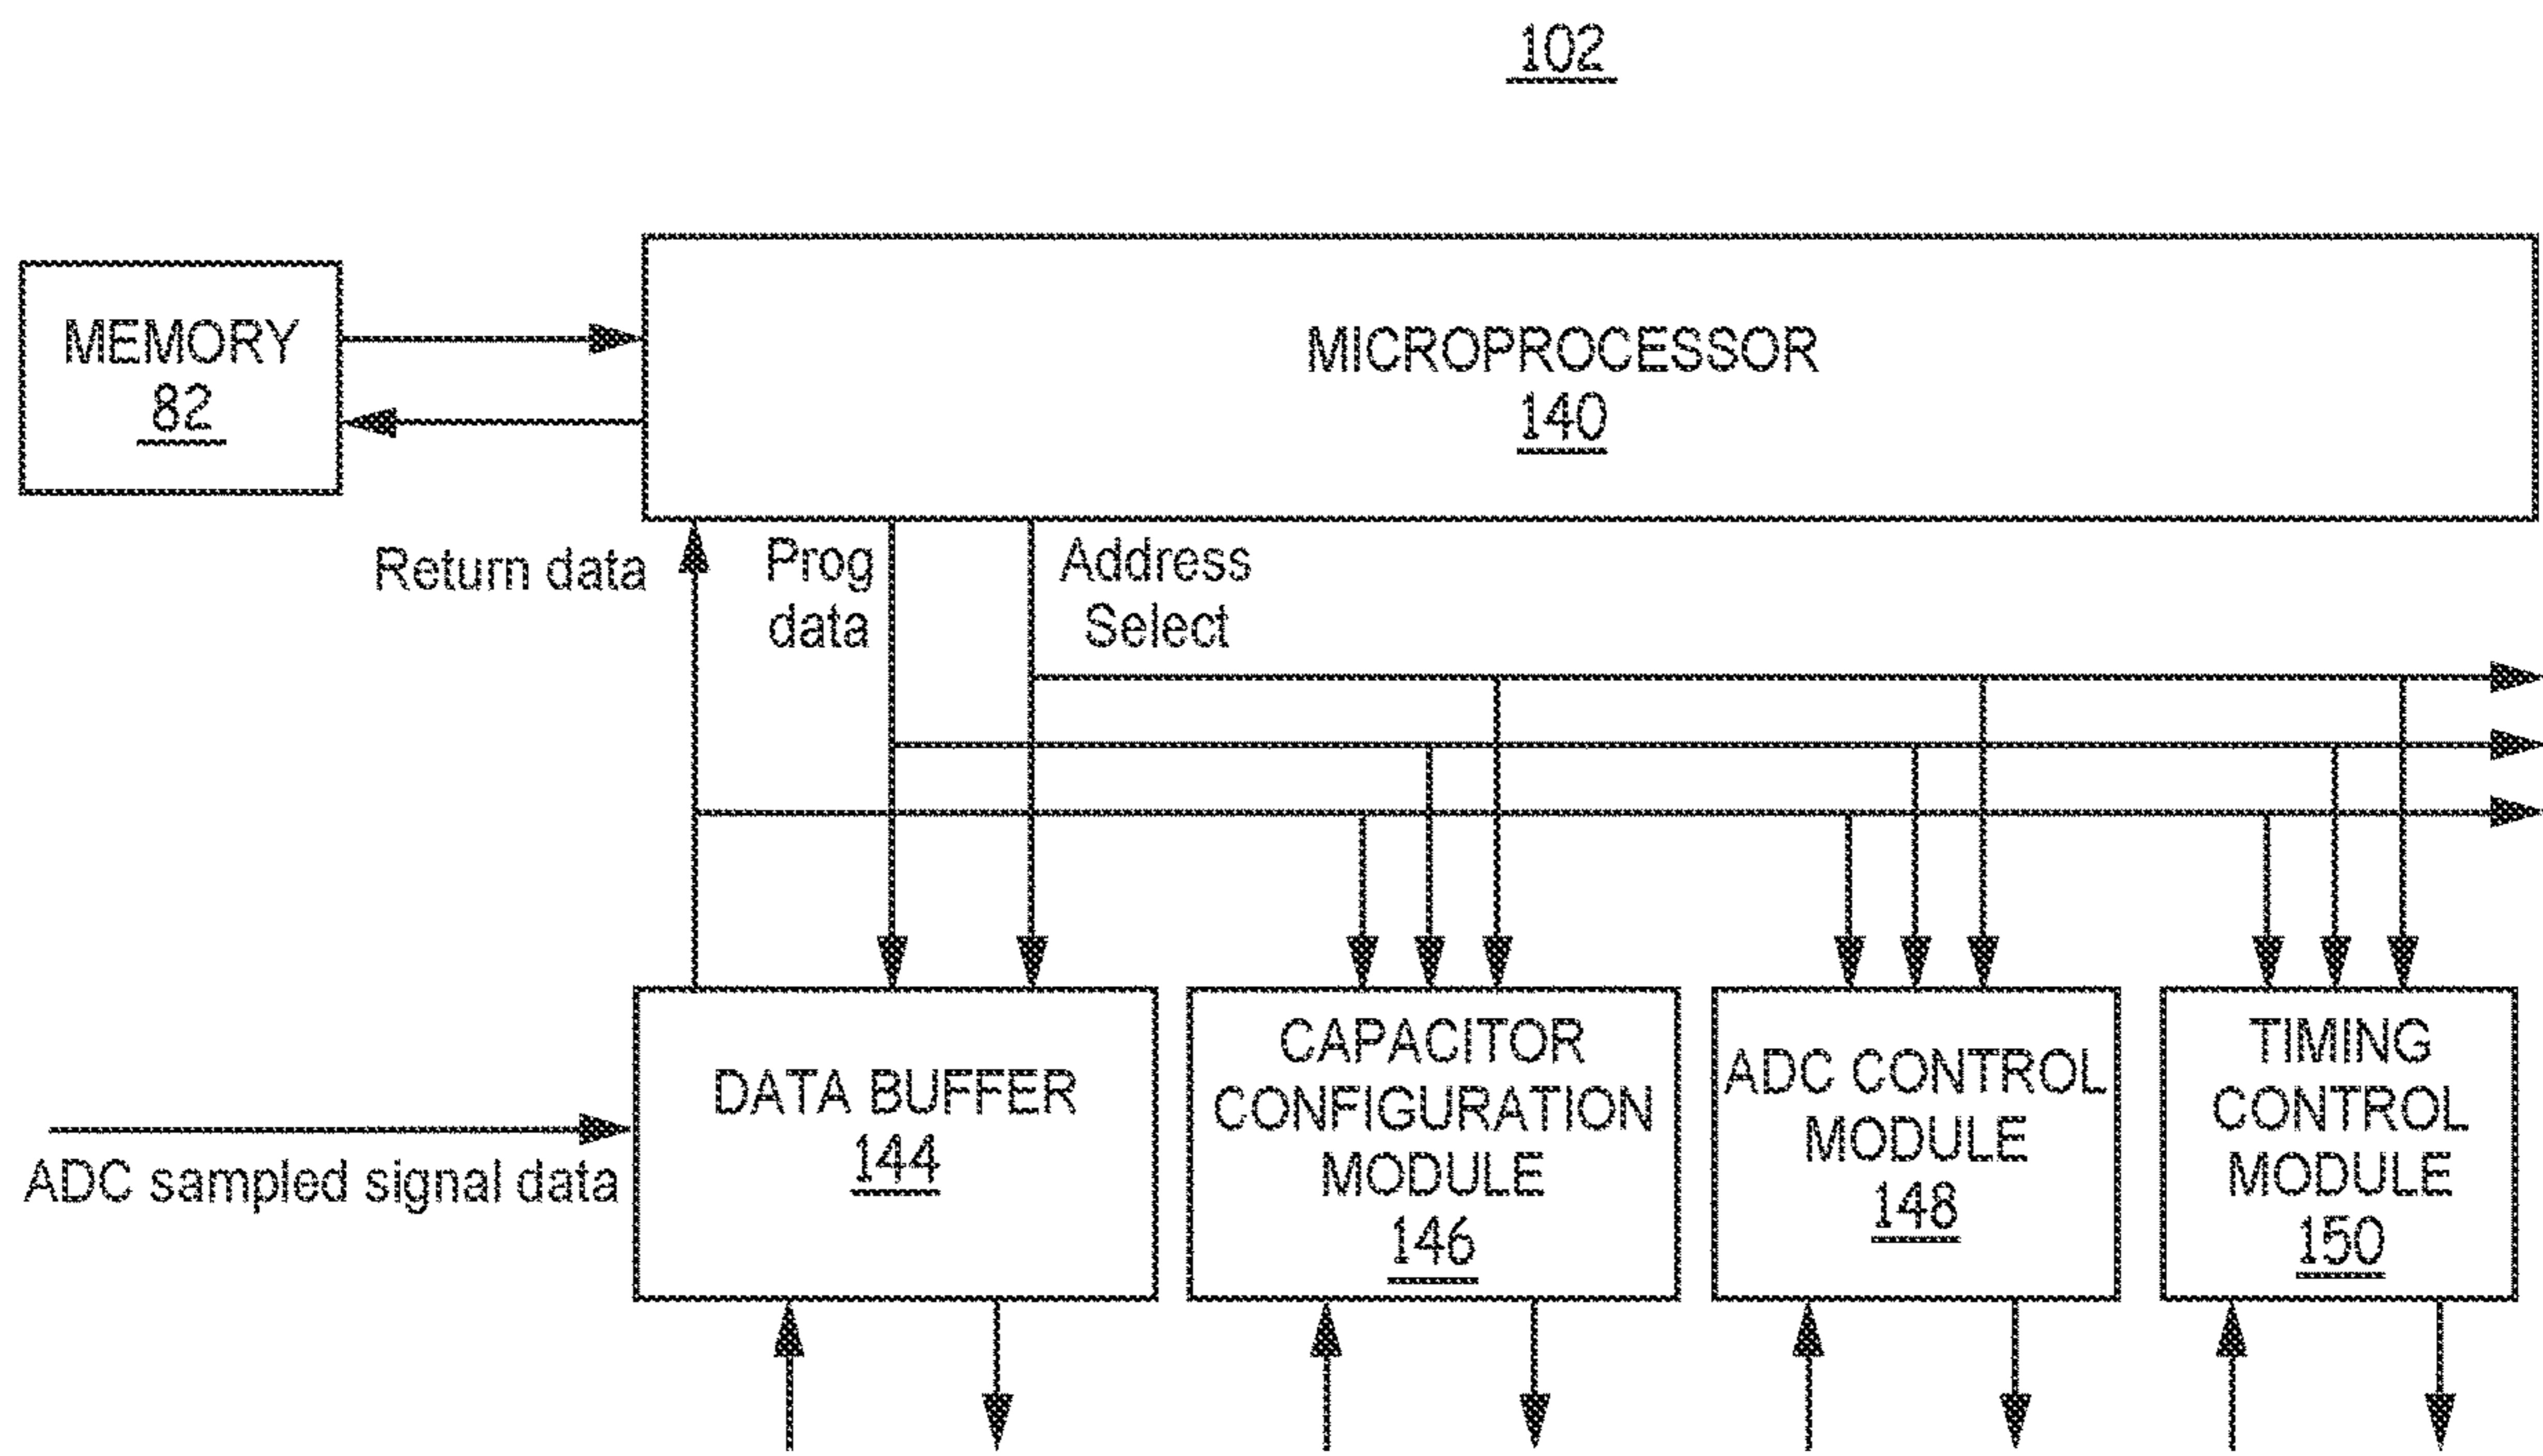 102
MEMORY
82
MICROPROCESSOR
140
Return data
Prog
data
Address
Select
DATA BUFFER
144
CAPACITOR
CONFIGURATION
MODULE
146
ADC CONTROL
MODULE
148
TIMING
CONTROL
MODULE
150
ADC sampled signal data